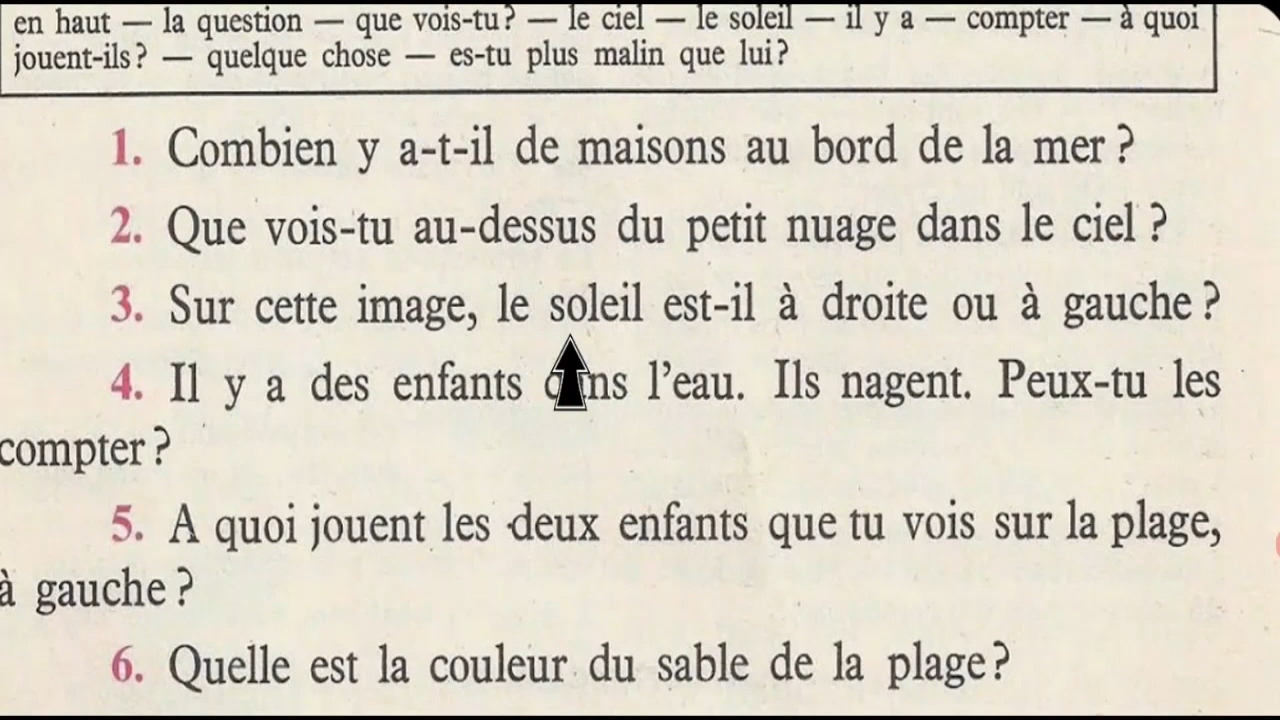 en haut — la question — que vois-tu? — le ciel — le soleil — il y a — compter — à quoi
jouent-ils? — quelque chose — es-tu plus malin que lui?
1. Combien y a-t-il de maisons au bord de la mer?
2. Que vois-tu au-dessus du petit nuage dans le ciel?
3. Sur cette image, le soleil est-il à droite ou à gauche?
4. Il y a des enfants dans l'eau. Ils nagent. Peux-tu les
compter?
5. A quoi jouent les deux enfants que tu vois sur la plage,
à gauche?
6. Quelle est la couleur du sable de la plage?